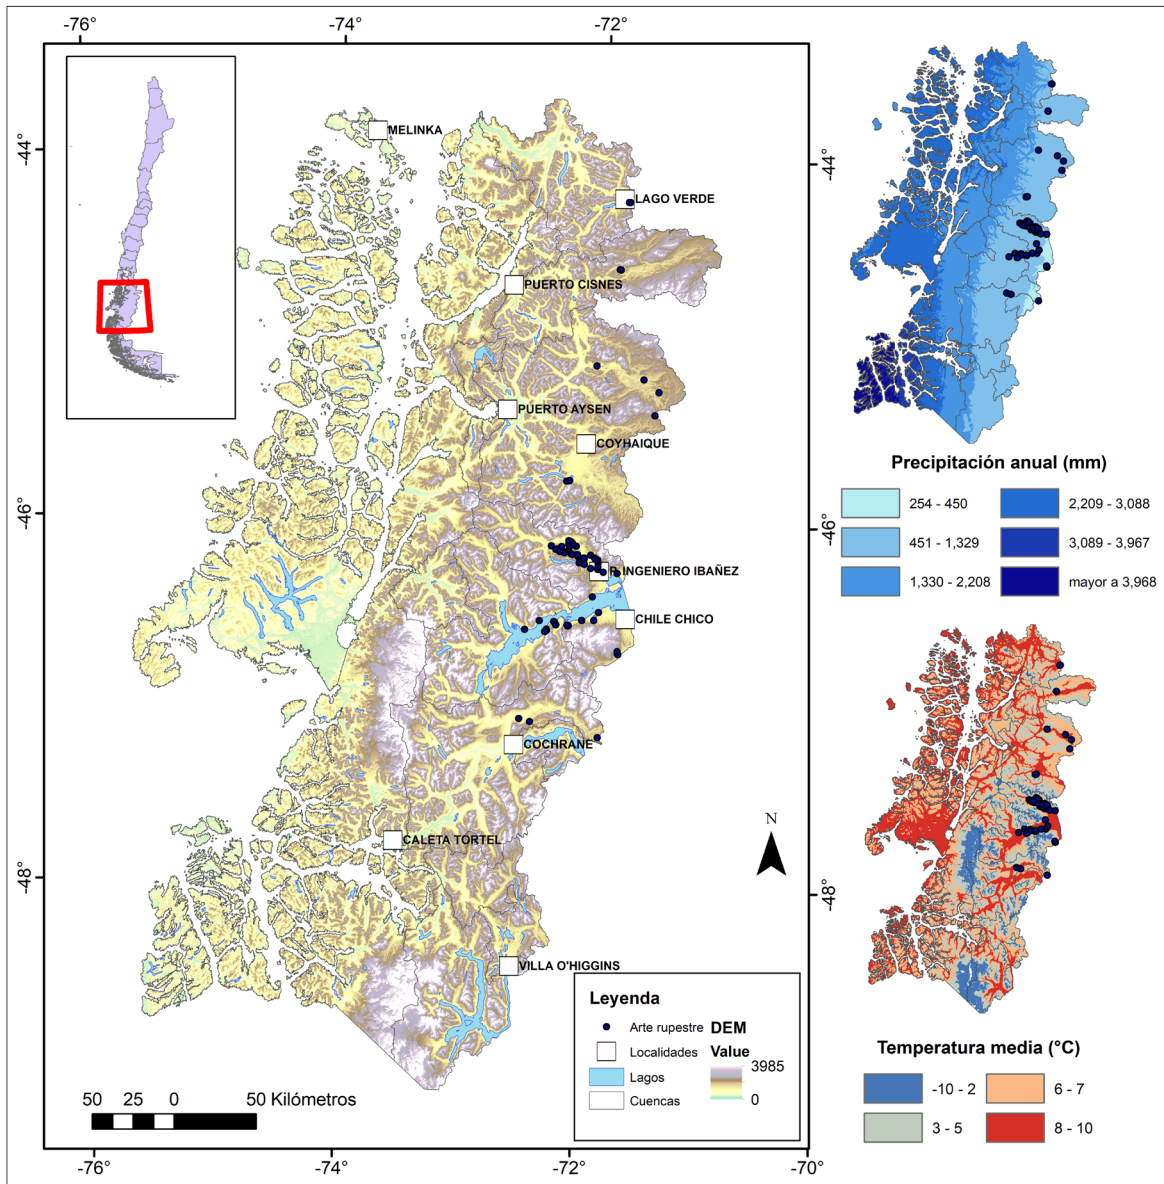 -76°
-74°
-72°
-44°
-46°
-48°
-44°
-46°
-48°
-76°
-74°
-72°
-70°
MELINKA
LAGO VERDE
PUERTO CISNES
PUERTO AYSEN
COYHAIQUE
P. INGENIERO IBAÑEZ
CHILE CHICO
COCHRANE
CALETA TORTEL
VILLA O'HIGGINS
N
50 25 0 50 Kilómetros
Leyenda
Arte rupestre
Localidades
Lagos
Cuencas
DEM
Value
3985
0
Precipitación anual (mm)
254 - 450
451 - 1,329
1,330 - 2,208
2,209 - 3,088
3,089 - 3,967
mayor a 3,968
Temperatura media (°C)
-10 - 2
3 - 5
6 - 7
8 - 10